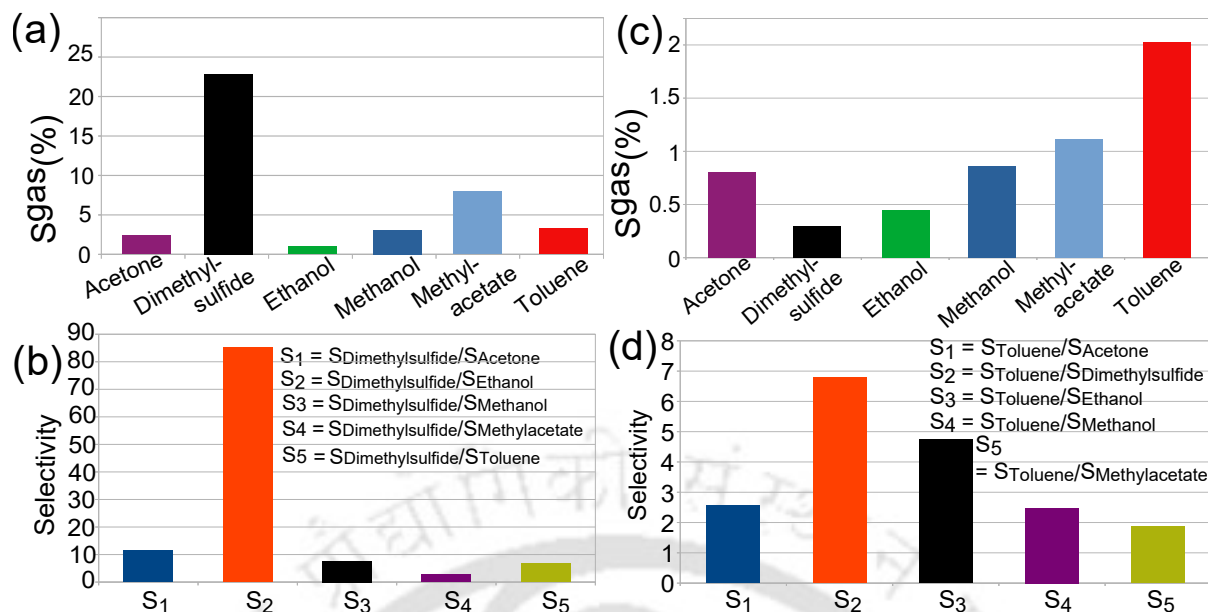 (a)
25
20
15
10
5
0
Sgas(%)
Acetone
Dimethyl-
sulfide
Ethanol
Methanol
Methyl-
acetate
Toluene
(c)
2
1.5
1
0.5
0
Sgas(%)
Acetone
Dimethyl-
sulfide
Ethanol
Methanol
Methyl-
acetate
Toluene
(b)
90
80
70
60
50
40
30
20
10
0
Selectivity
S1 = SDimethylsulfide/SAcetone
S2 = SDimethylsulfide/SEthanol
S3 = SDimethylsulfide/SMethanol
S4 = SDimethylsulfide/SMethylacetate
S5 = SDimethylsulfide/SToluene
S1 S2 S3 S4 S5
(d)
8
7
6
5
4
3
2
1
0
Selectivity
S1 = SToluene/SAcetone
S2 = SToluene/SDimethylsulfide
S3 = SToluene/SEthanol
S4 = SToluene/SMethanol
S5
= SToluene/SMethylacetate
S1 S2 S3 S4 S5